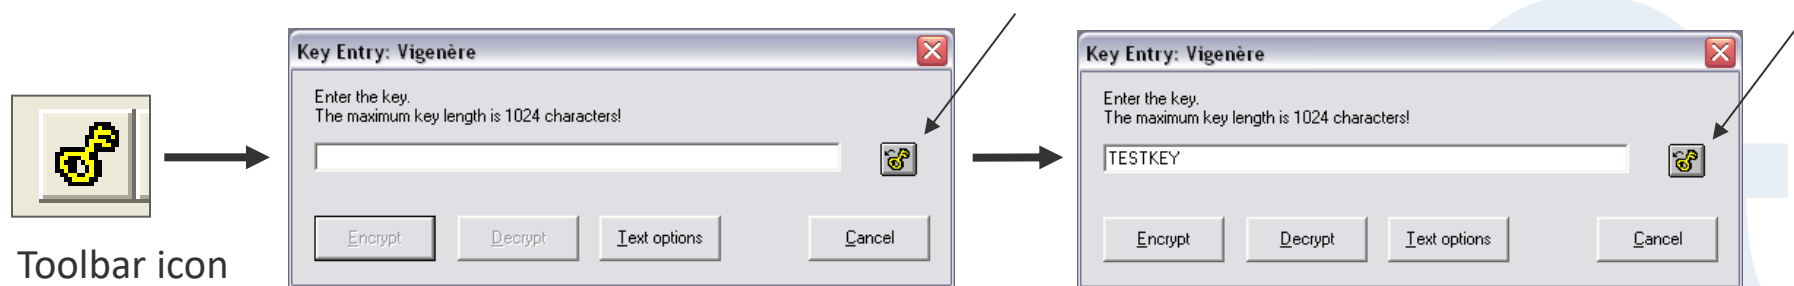 Toolbar icon
Key Entry: Vigenère
Enter the key.
The maximum key length is 1024 characters!
Encrypt
Decrypt
Text options
Cancel
Key Entry: Vigenère
Enter the key.
The maximum key length is 1024 characters!
TESTKEY
Encrypt
Decrypt
Text options
Cancel